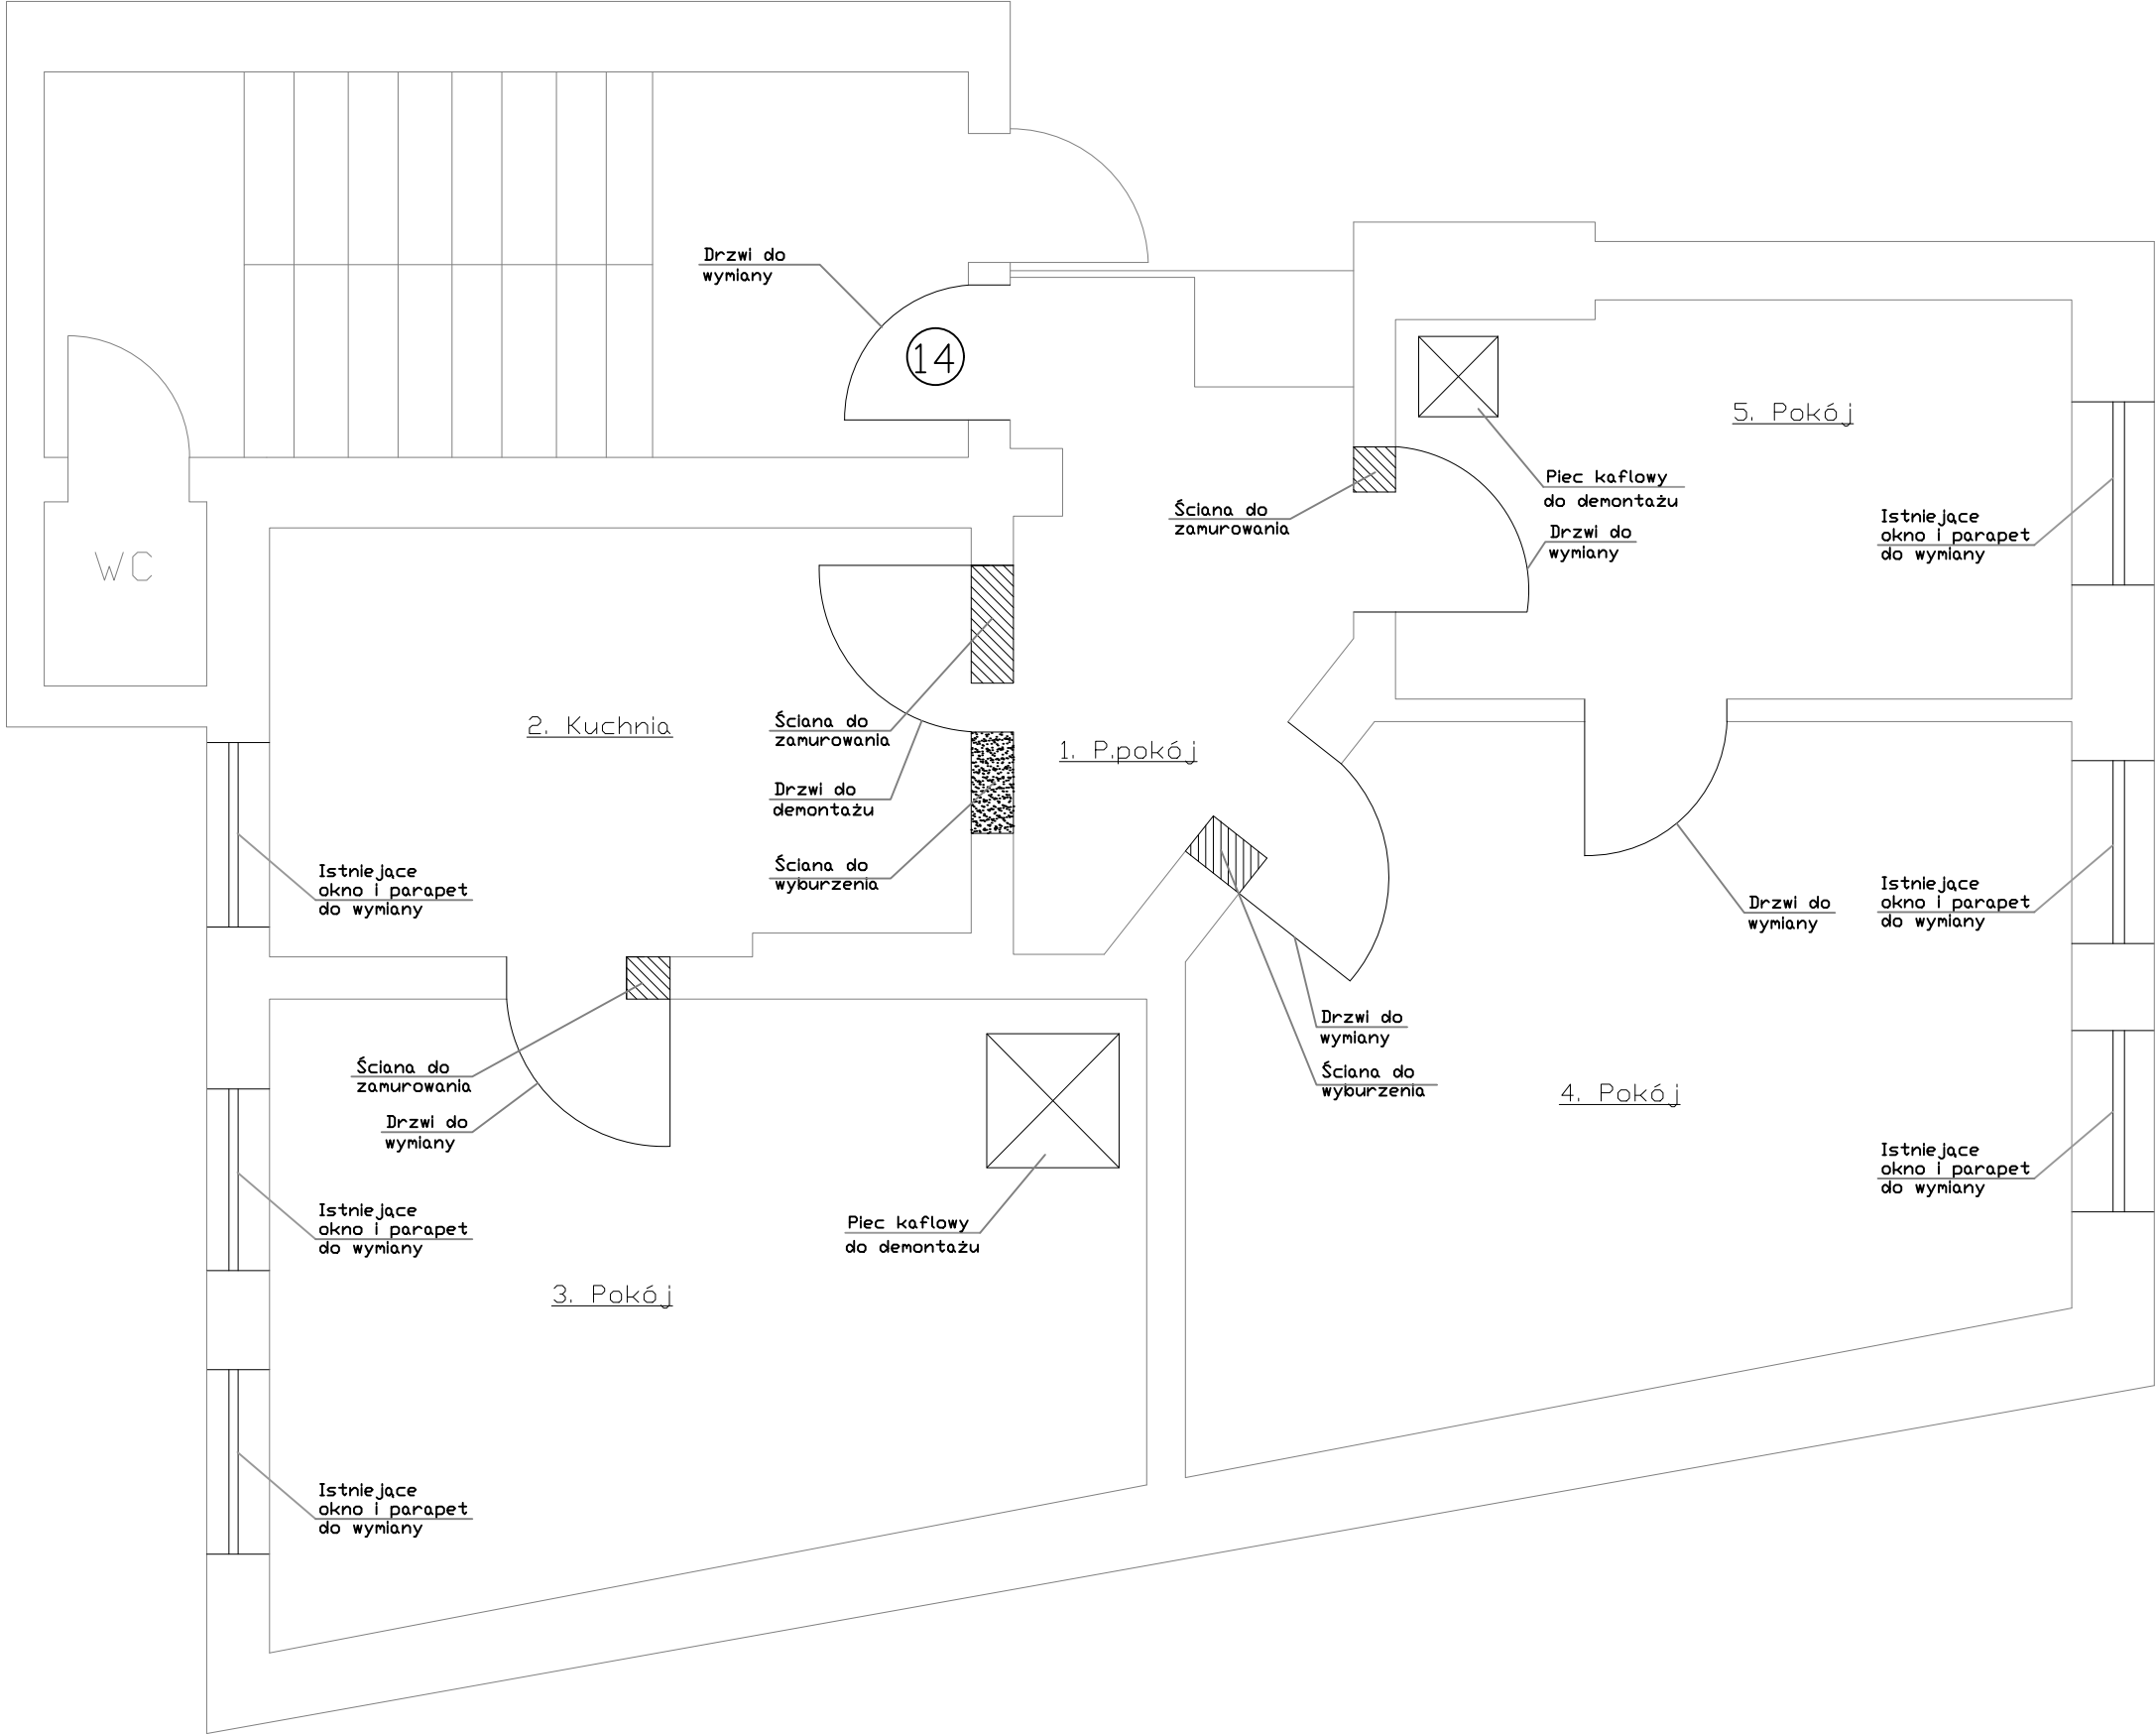 Drzwi do
wymiany
14
5. Pokój
Piec kaflowy
do demontażu
Ściana do
zamurowania
Drzwi do
wymiany
Istniejące
okno i parapet
do wymiany
WC
2. Kuchnia
Ściana do
zamurowania
1. P.pokój
Drzwi do
demontażu
Ściana do
wyburzenia
Istniejące
okno i parapet
do wymiany
Drzwi do
wymiany
Istniejące
okno i parapet
do wymiany
Drzwi do
wymiany
Ściana do
wyburzenia
Ściana do
zamurowania
Drzwi do
wymiany
4. Pokój
Istniejące
okno i parapet
do wymiany
Istniejące
okno i parapet
do wymiany
Piec kaflowy
do demontażu
3. Pokój
Istniejące
okno i parapet
do wymiany